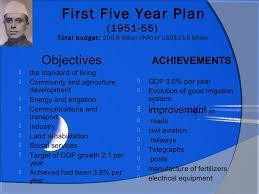 First Five Year Plan
(1951-55)
Total budget: 206.8 billion (INR) or US$23.6 billion
Objectives
the standard of living
Community and agriculture
development
Energy and irrigation
Communications and
transport
Industry
Land rehabilitation
Social services
Target of GDP growth 2.1 per
year
Achieved had been 3.6% per
year
ACHIEVEMENTS
GDP 3.6% per year
Evolution of good irrigation
system
improvement in
roads
civil aviation
railways
Telegraphs
posts
manufacture of fertilizers
electrical equipment